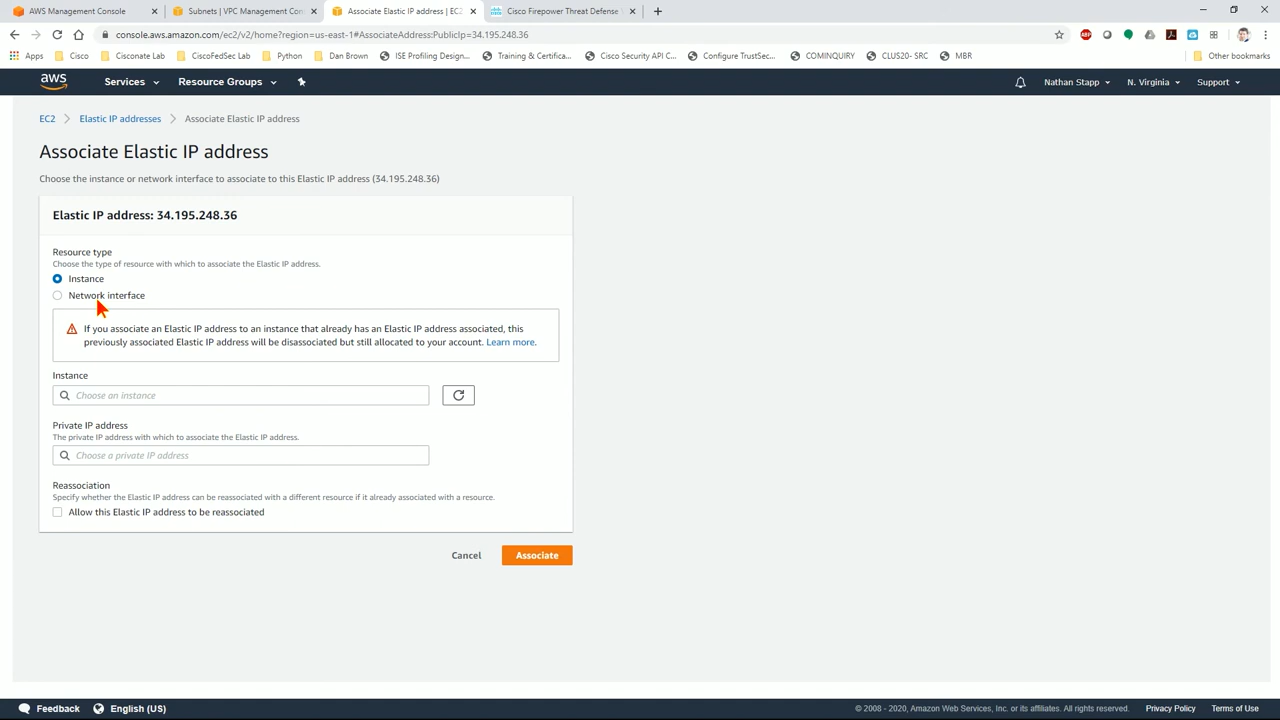 AWS Management Console
Subnets | VPC Management Con
Associate Elastic IP address | EC2
Cisco Firepower Threat Defense V
console.aws.amazon.com/ec2/v2/home?region=us-east-1#AssociateAddress:PublicIp=34.195.248.36
ABP
Apps
Cisco
Cisconate Lab
CiscoFedSec Lab
Python
Dan Brown
ISE Profiling Design...
Training & Certifica...
Cisco Security API C...
Configure TrustSec...
COMINQUIRY
CLUS20- SRC
MBR
Other bookmarks
aws
Services
Resource Groups
Nathan Stapp
N. Virginia
Support
EC2 > Elastic IP addresses > Associate Elastic IP address
Associate Elastic IP address
Choose the instance or network interface to associate to this Elastic IP address (34.195.248.36)
Elastic IP address: 34.195.248.36
Resource type
Choose the type of resource with which to associate the Elastic IP address.
Instance
Network interface
If you associate an Elastic IP address to an instance that already has an Elastic IP address associated, this
previously associated Elastic IP address will be disassociated but still allocated to your account. Learn more.
Instance
Choose an instance
Private IP address
The private IP address with which to associate the Elastic IP address.
Choose a private IP address
Reassociation
Specify whether the Elastic IP address can be reassociated with a different resource if it already associated with a resource.
Allow this Elastic IP address to be reassociated
Cancel
Associate
Feedback
English (US)
© 2008 - 2020, Amazon Web Services, Inc. or its affiliates. All rights reserved.
Privacy Policy
Terms of Use